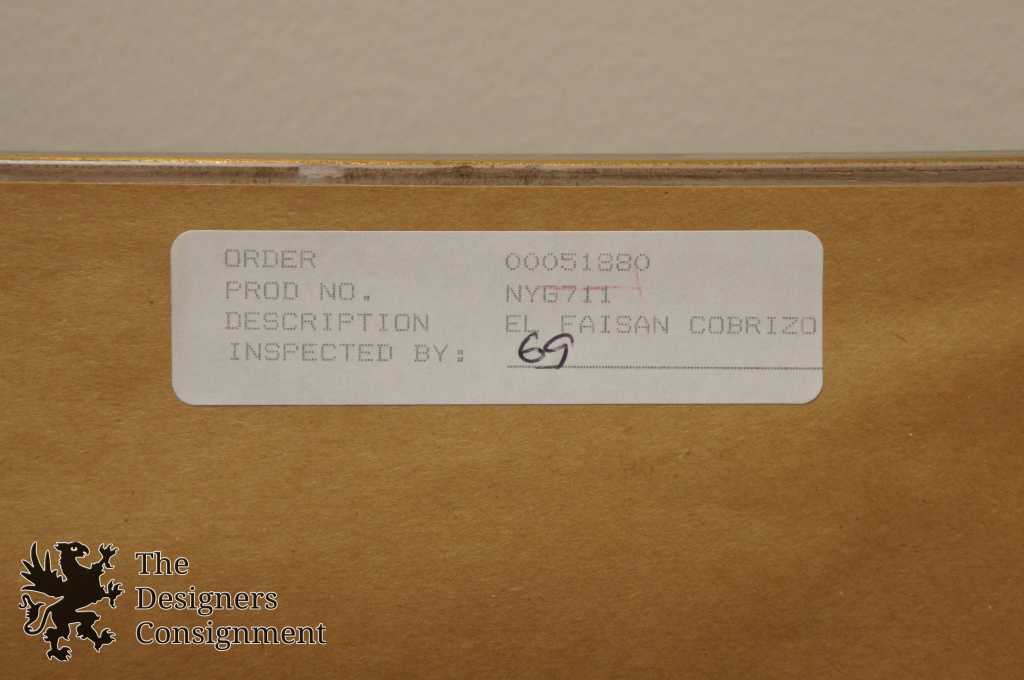 ORDER 00051880
PROD NO. NYG711
DESCRIPTION EL FAISAN COBRIZO
INSPECTED BY: 69
The
Designers
Consignment